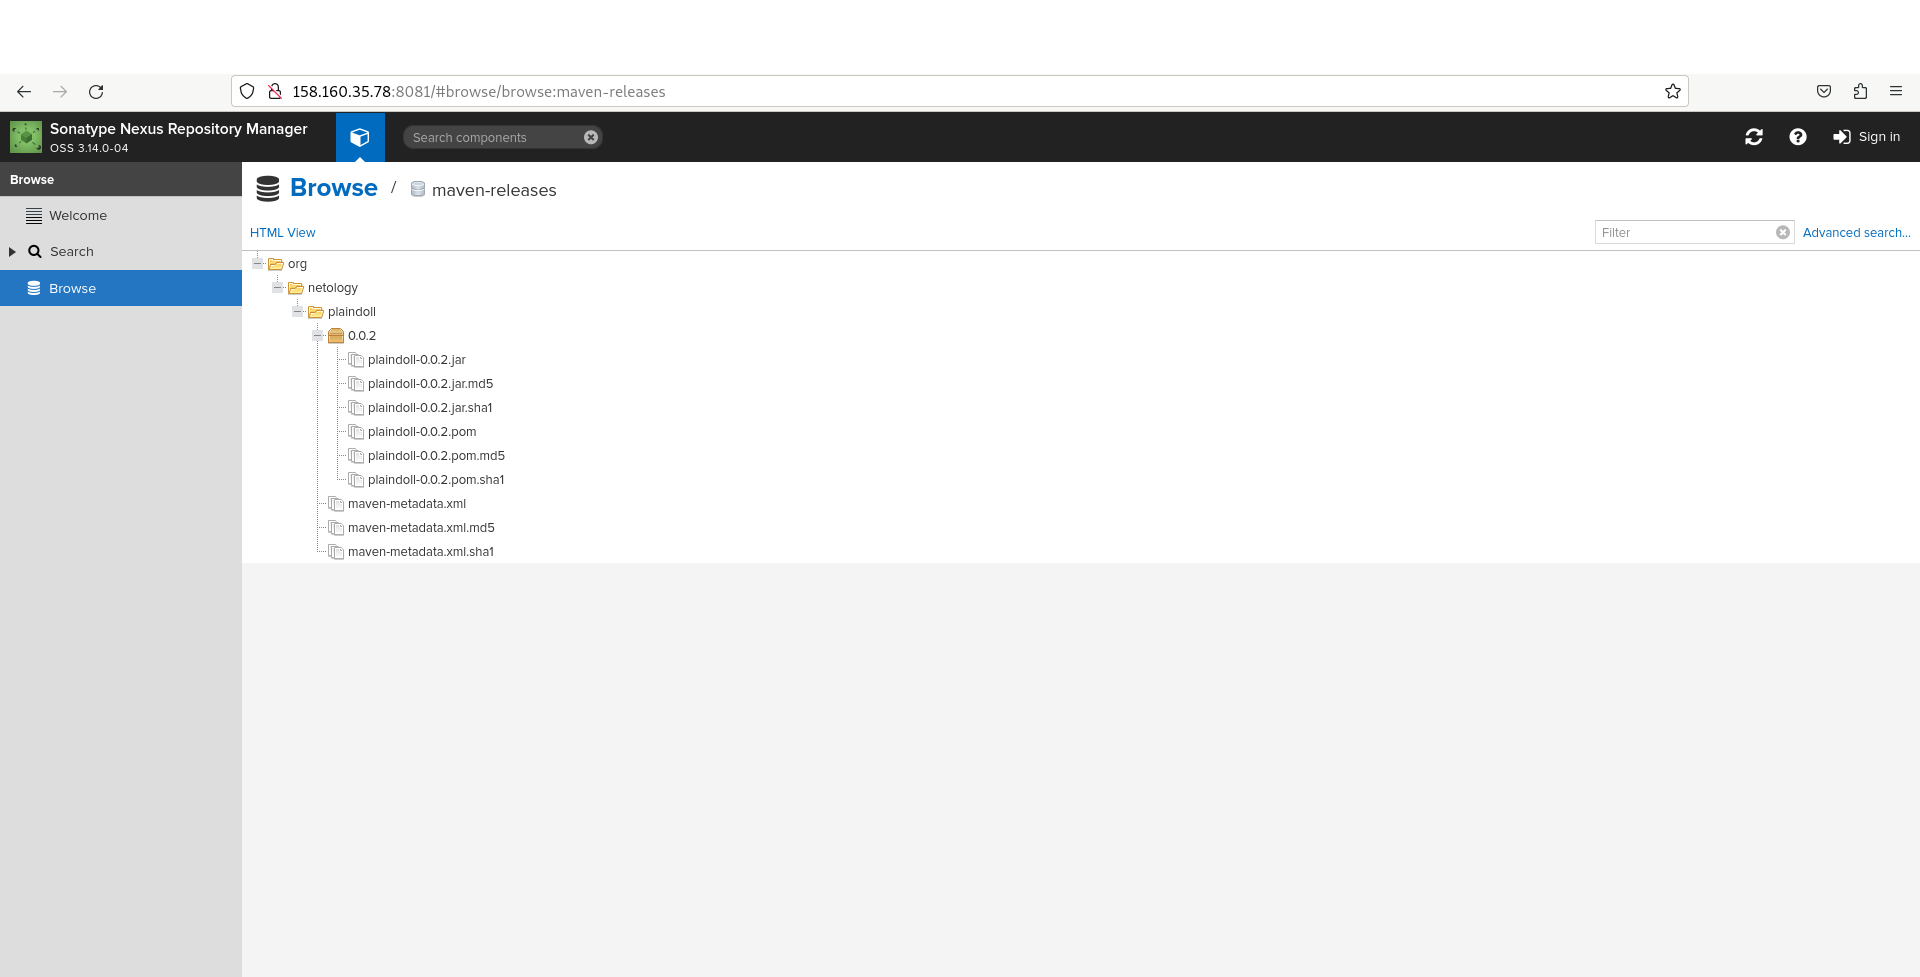 158.160.35.78:8081/#browse/browse:maven-releases
Sonatype Nexus Repository Manager
OSS 3.14.0-04
Search components
Sign in
Browse
Welcome
Search
Browse
Browse / maven-releases
HTML View
Filter
Advanced search...
org
netology
plaindoll
0.0.2
plaindoll-0.0.2.jar
plaindoll-0.0.2.jar.md5
plaindoll-0.0.2.jar.sha1
plaindoll-0.0.2.pom
plaindoll-0.0.2.pom.md5
plaindoll-0.0.2.pom.sha1
maven-metadata.xml
maven-metadata.xml.md5
maven-metadata.xml.sha1